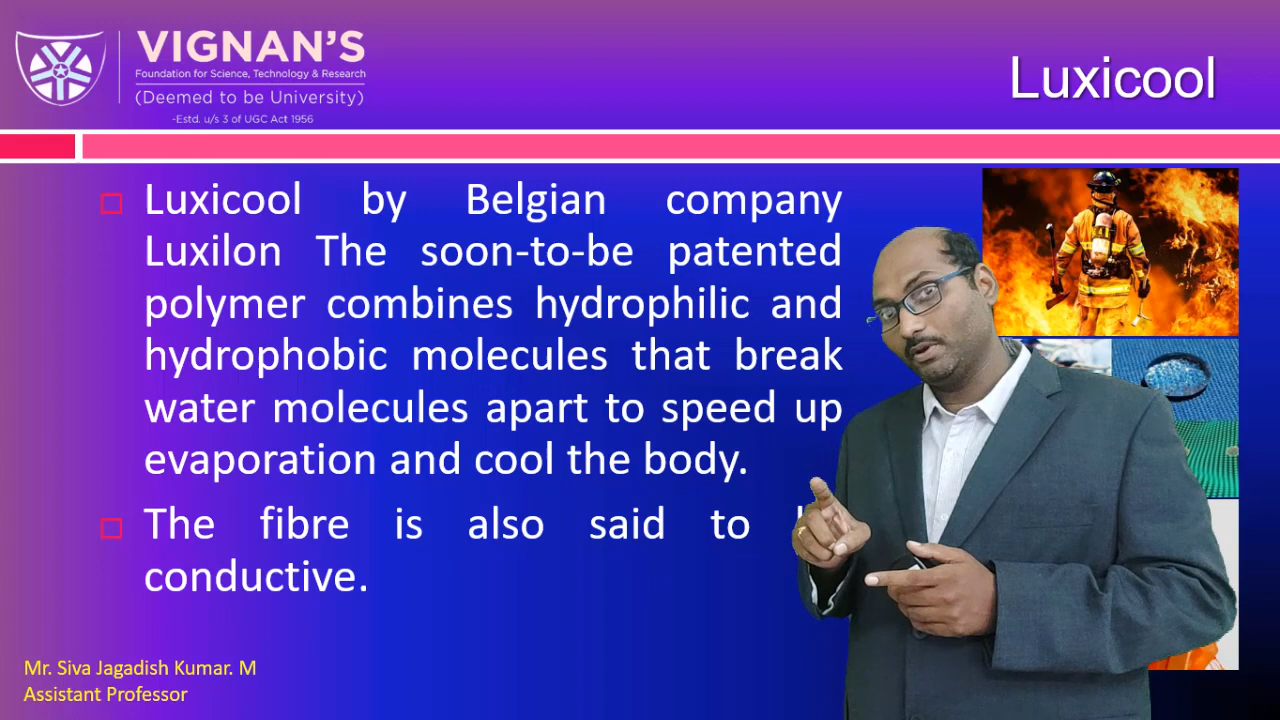 VIGNAN'S
Foundation for Science, Technology & Research
(Deemed to be University)
-Estd. u/s 3 of UGC Act 1956
Luxicool
Luxicool by Belgian company
Luxilon The soon-to-be patented
polymer combines hydrophilic and
hydrophobic molecules that break
water molecules apart to speed up
evaporation and cool the body.
The fibre is also said to
conductive.
Mr. Siva Jagadish Kumar. M
Assistant Professor